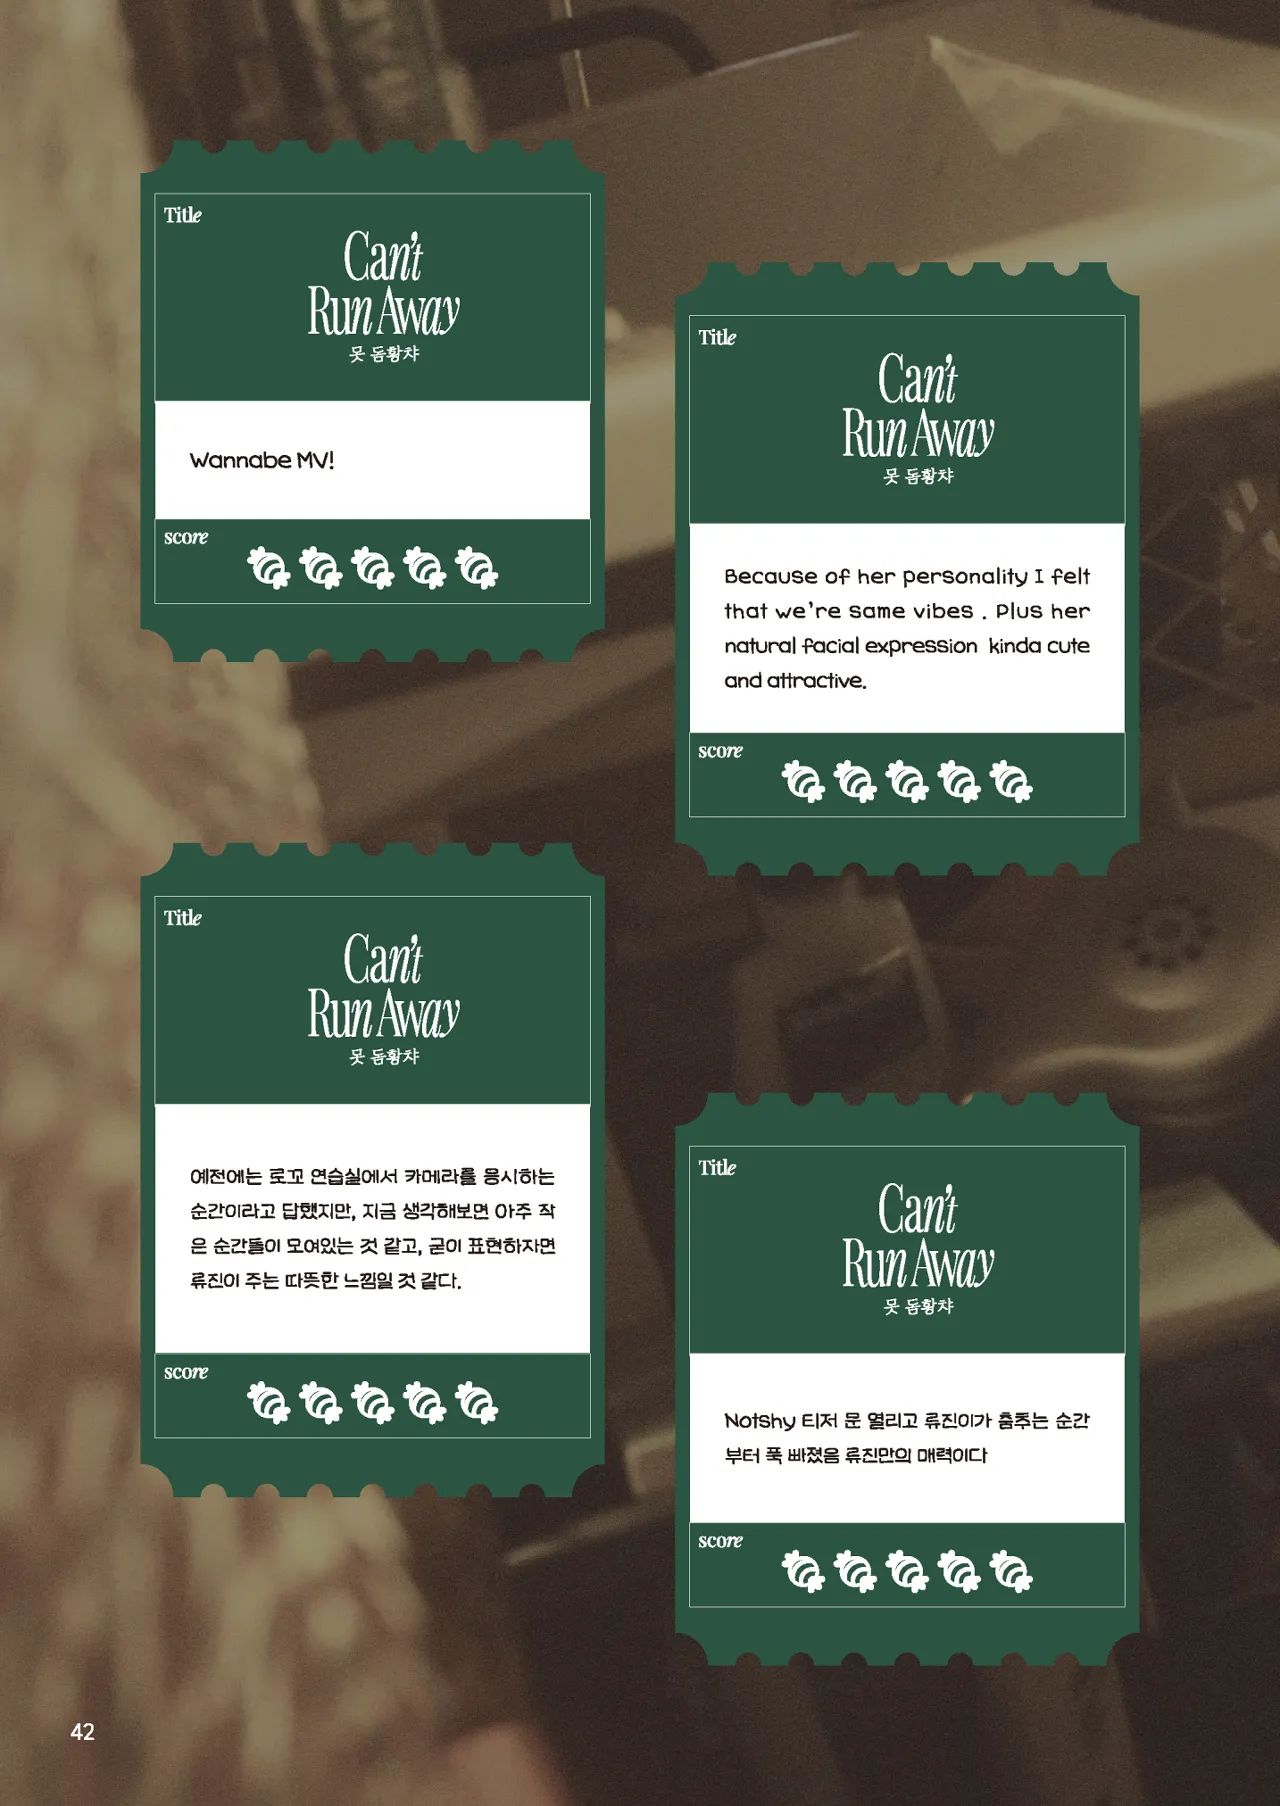 Title
Can't
Run Away
못 돔황챠
Wannabe MV!
score
Title
Can't
Run Away
못 돔황챠
Because of her personality I felt
that we're same vibes . Plus her
natural facial expression kinda cute
and attractive.
score
Title
Can't
Run Away
못 돔황챠
예전에는 로꼬 연습실에서 카메라를 응시하는
순간이라고 답했지만, 지금 생각해보면 아주 작
은 순간들이 모여있는 것 같고, 굳이 표현하자면
류진이 주는 따뜻한 느낌일 것 같다.
score
Title
Can't
Run Away
못 돔황챠
Notshy 티저 문 열리고 류진이가 춤추는 순간
부터 푹 빠졌음 류진만의 매력이다
score
42